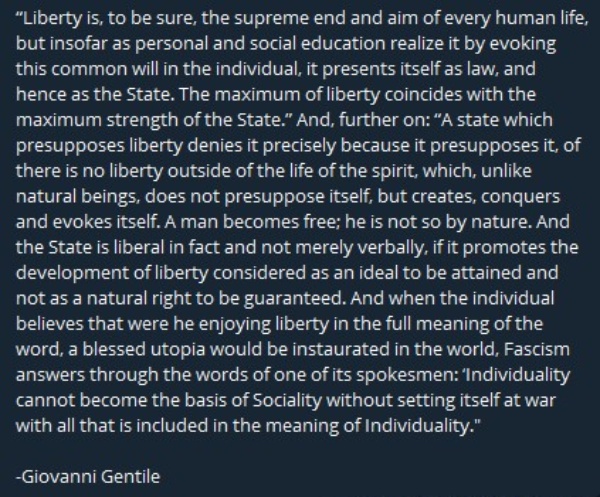 “Liberty is, to be sure, the supreme end and aim of every human life,
but insofar as personal and social education realize it by evoking
this common will in the individual, it presents itself as law, and
hence as the State. The maximum of liberty coincides with the
maximum strength of the State.” And, further on: “A state which
presupposes liberty denies it precisely because it presupposes it, of
there is no liberty outside of the life of the spirit, which, unlike
natural beings, does not presuppose itself, but creates, conquers
and evokes itself. A man becomes free; he is not so by nature. And
the State is liberal in fact and not merely verbally, if it promotes the
development of liberty considered as an ideal to be attained and
not as a natural right to be guaranteed. And when the individual
believes that were he enjoying liberty in the full meaning of the
word, a blessed utopia would be instaurated in the world, Fascism
answers through the words of one of its spokesmen: ‘Individuality
cannot become the basis of Sociality without setting itself at war
with all that is included in the meaning of Individuality."
-Giovanni Gentile